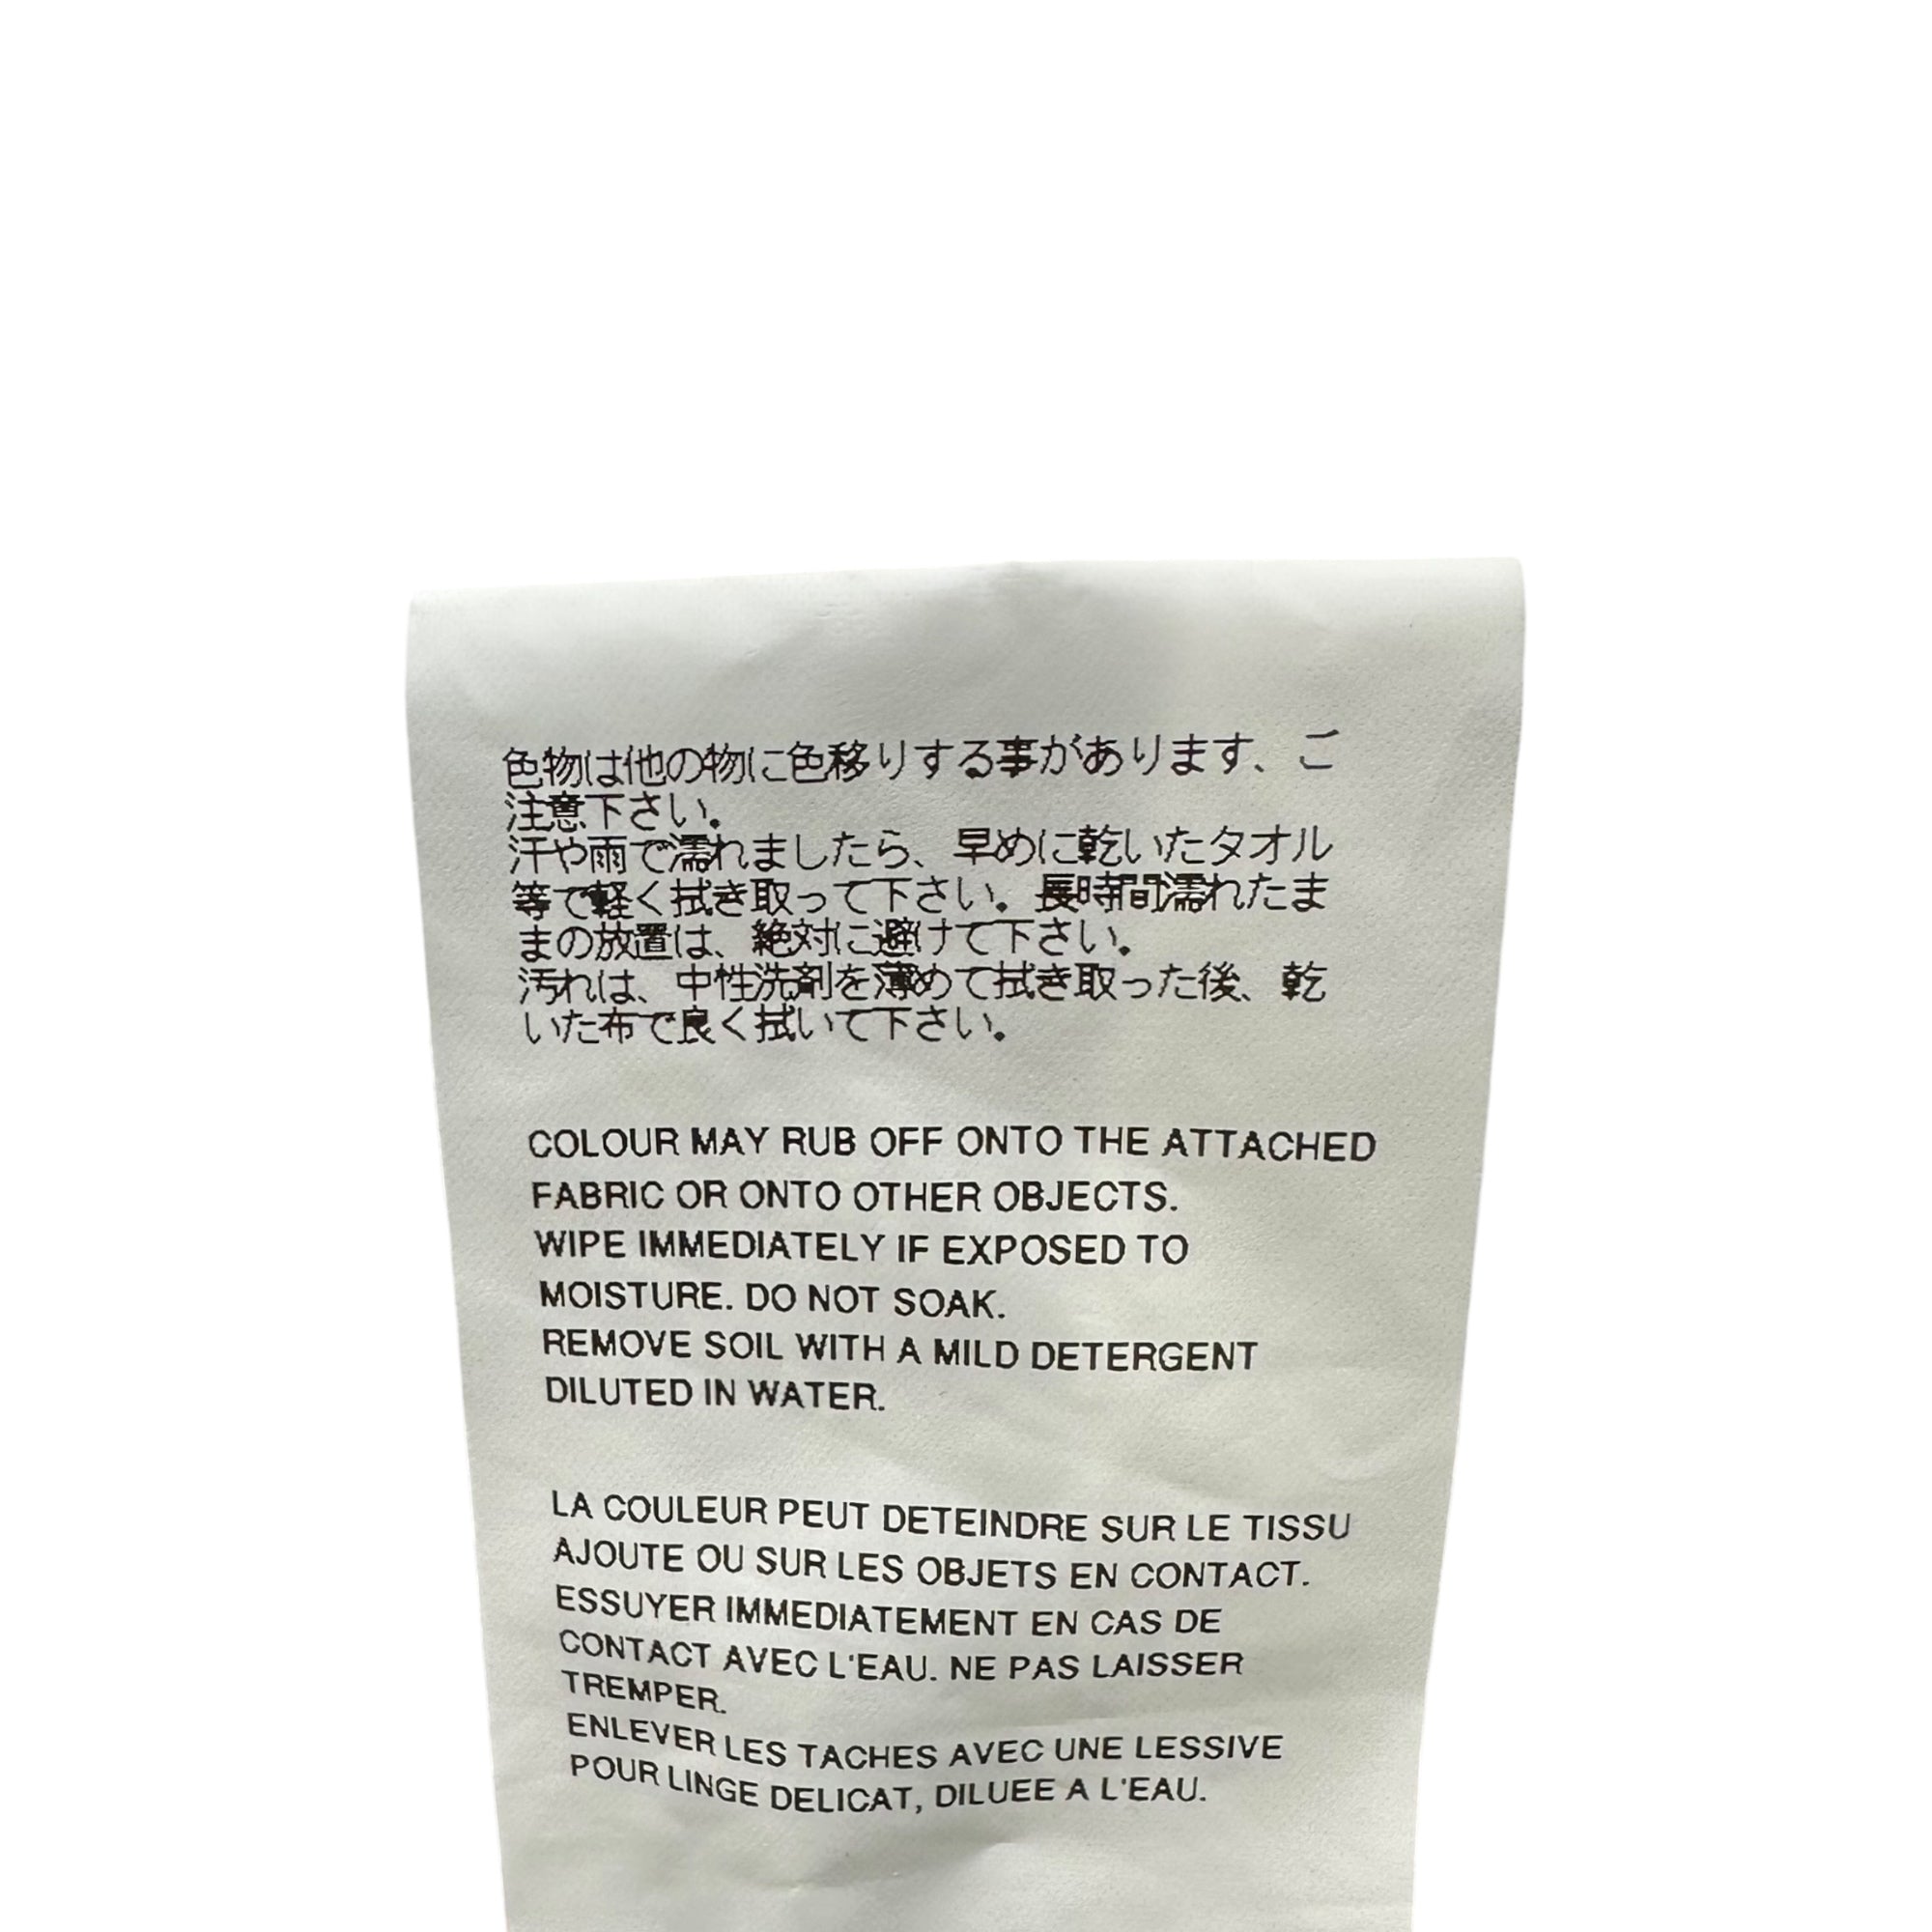 色物は他の物に色移りする事があります、ご
注意下さい。
汗や雨で濡れましたら、早めに乾いたタオル
等で軽く拭き取って下さい。長時間濡れたま
まの放置は、絶対に避けて下さい。
汚れは、中性洗剤を薄めて拭き取った後、乾
いた布で良く拭いて下さい。
COLOUR MAY RUB OFF ONTO THE ATTACHED
FABRIC OR ONTO OTHER OBJECTS.
WIPE IMMEDIATELY IF EXPOSED TO
MOISTURE. DO NOT SOAK.
REMOVE SOIL WITH A MILD DETERGENT
DILUTED IN WATER.
LA COULEUR PEUT DETEINDRE SUR LE TISSU
AJOUTE OU SUR LES OBJETS EN CONTACT.
ESSUYER IMMEDIATEMENT EN CAS DE
CONTACT AVEC L'EAU. NE PAS LAISSER
TREMPER.
ENLEVER LES TACHES AVEC UNE LESSIVE
POUR LINGE DELICAT, DILUEE A L'EAU.